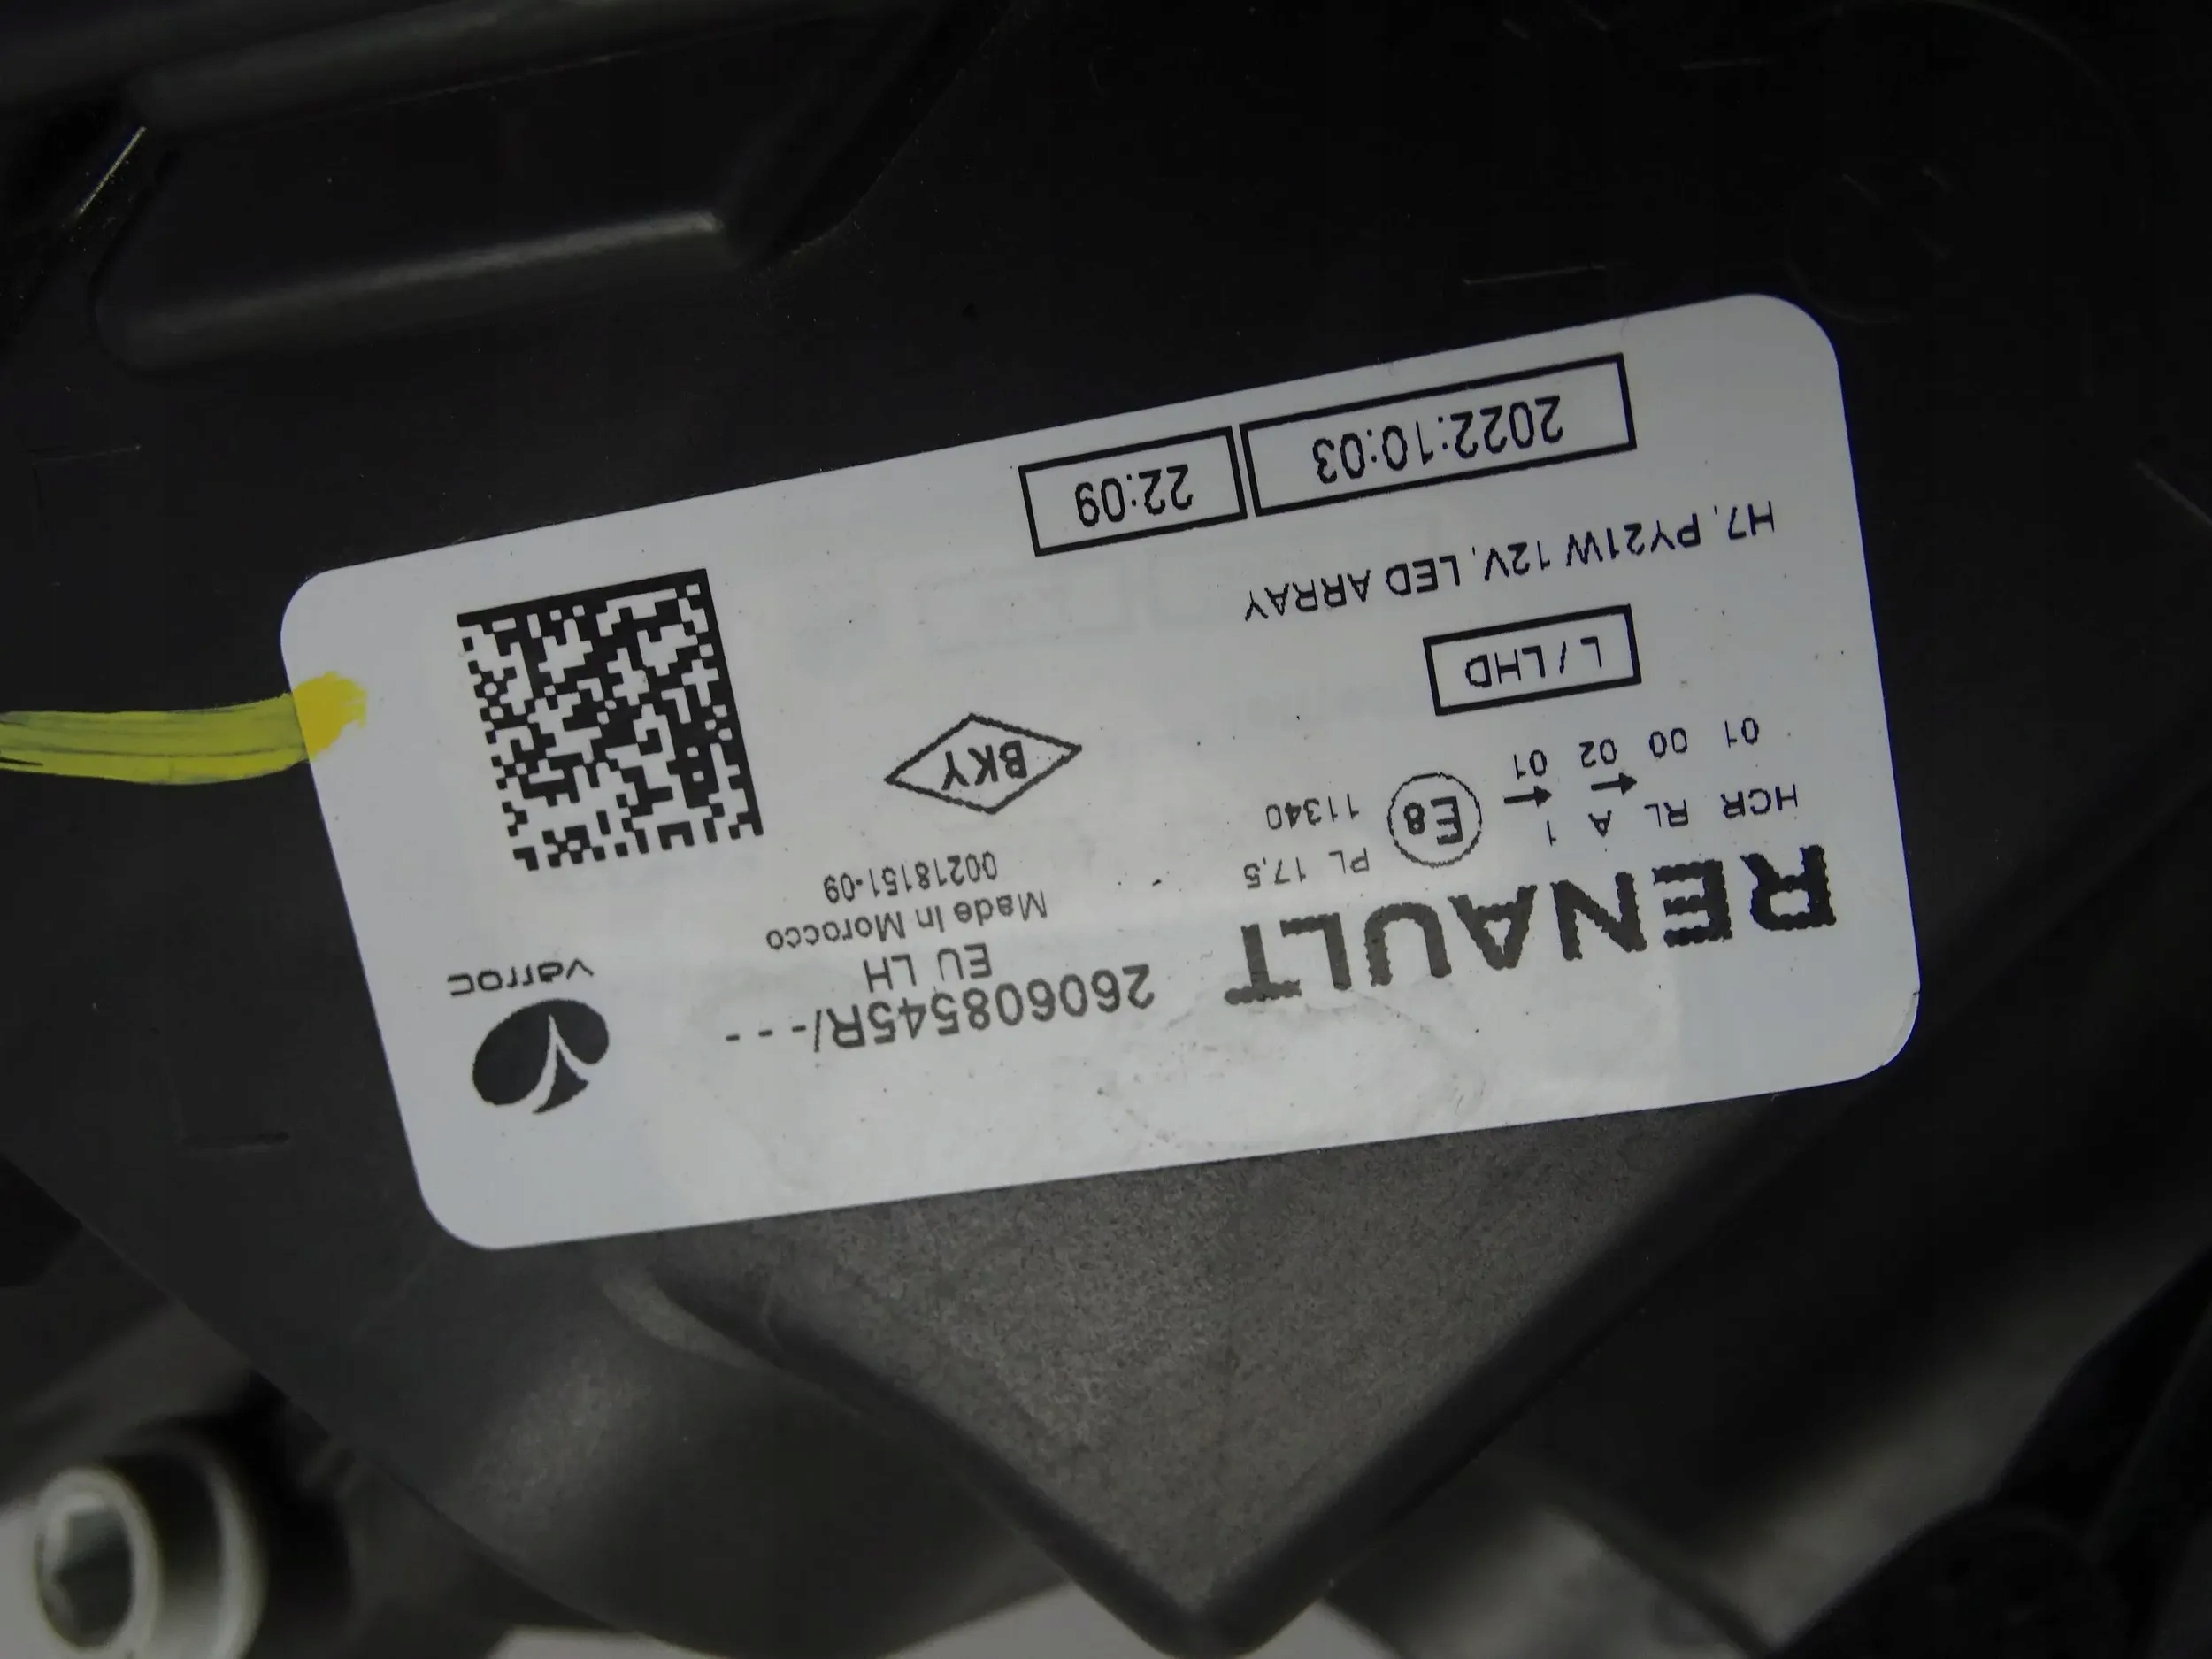 RENAULT
260608545R/- - -
EU LH
Made In Morocco
00218151-09
varroc
HCR RL A 1
01 00 02 01
E8
PL 17,5
11340
BKY
L / LHD
H7, PY21W 12V, LED ARRAY
2022:10:03
22:09